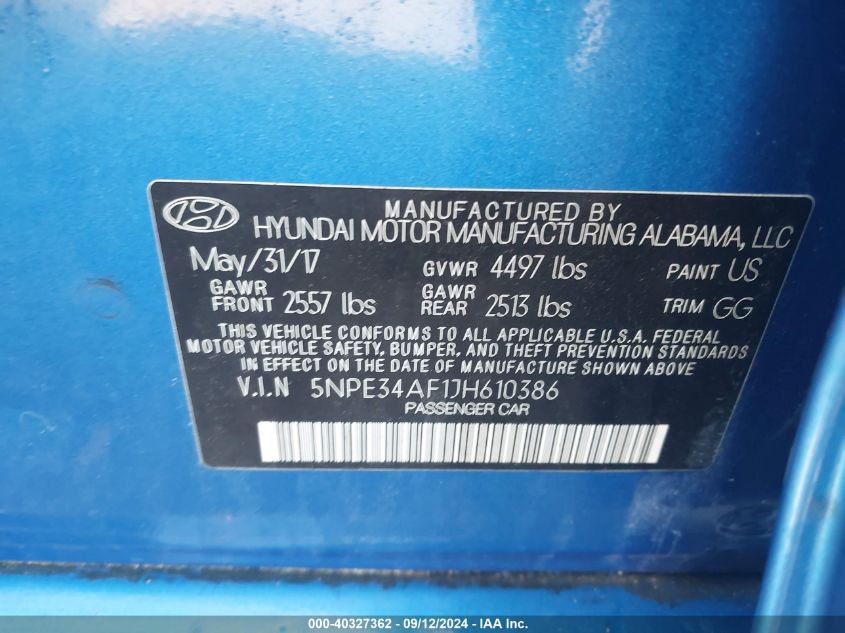 MANUFACTURED BY
HYUNDAI MOTOR MANUFACTURING ALABAMA, LLC
May/31/17 GVWR 4497 lbs PAINT US
GAWR FRONT 2557 lbs GAWR REAR 2513 lbs TRIM GG
THIS VEHICLE CONFORMS TO ALL APPLICABLE U.S.A. FEDERAL
MOTOR VEHICLE SAFETY, BUMPER, AND THEFT PREVENTION STANDARDS
IN EFFECT ON THE DATE OF MANUFACTURE SHOWN ABOVE.
V.I.N 5NPE34AF1JH610386
PASSENGER CAR
000-40327362 - 09/12/2024 - IAA Inc.